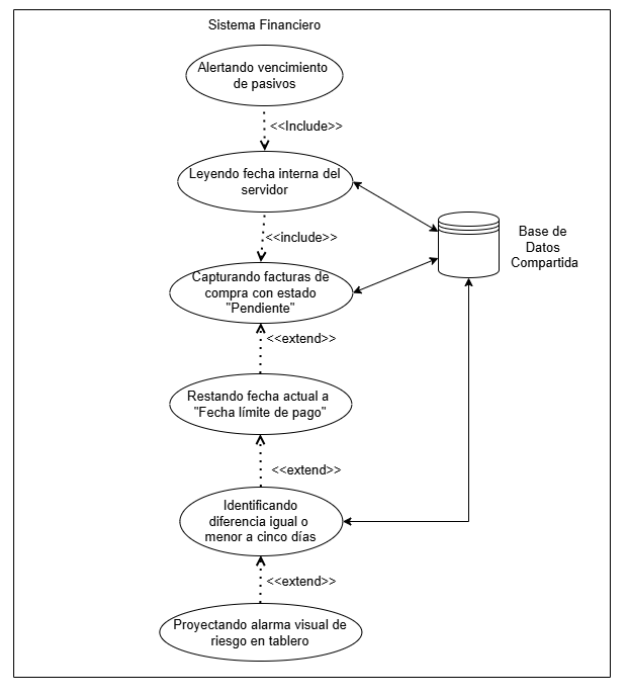 Sistema Financiero
Alertando vencimiento
de pasivos
<<Include>>
Leyendo fecha interna del
servidor
<<include>>
Base de
Datos
Compartida
Capturando facturas de
compra con estado
"Pendiente"
<<extend>>
Restando fecha actual a
"Fecha límite de pago"
<<extend>>
Identificando
diferencia igual o
menor a cinco días
<<extend>>
Proyectando alarma visual de
riesgo en tablero